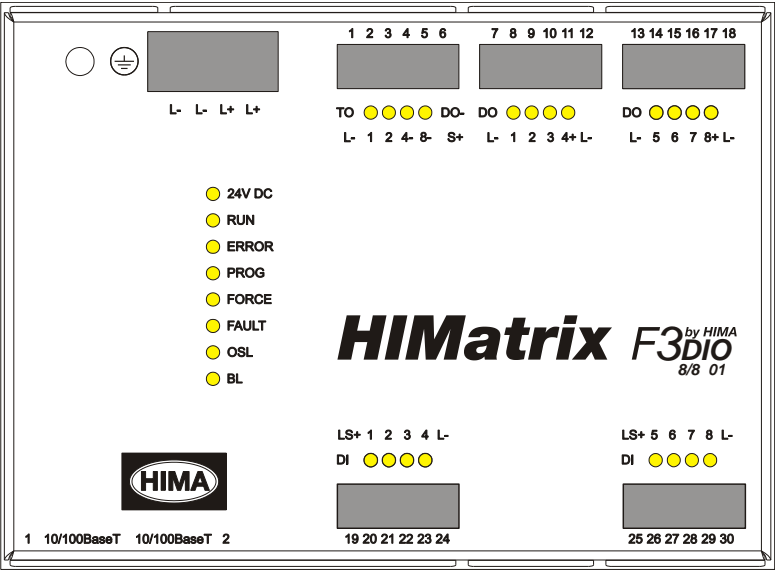 1 2 3 4 5 6
7 8 9 10 11 12
13 14 15 16 17 18
L- L- L+ L+
TO DO-
L- 1 2 4- 8- S+
DO
L- 1 2 3 4+ L-
DO
L- 5 6 7 8+ L-
24V DC
RUN
ERROR
PROG
FORCE
FAULT
OSL
BL
HIMatrix F3 by HIMA
DIO
8/8 01
LS+ 1 2 3 4 L-
DI
LS+ 5 6 7 8 L-
DI
HIMA
1 10/100BaseT 10/100BaseT 2
19 20 21 22 23 24
25 26 27 28 29 30